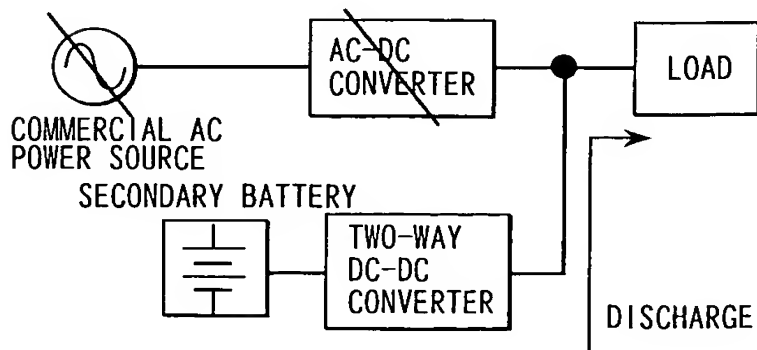 AC-DC
CONVERTER
LOAD
COMMERCIAL AC
POWER SOURCE
SECONDARY BATTERY
TWO-WAY
DC-DC
CONVERTER
DISCHARGE